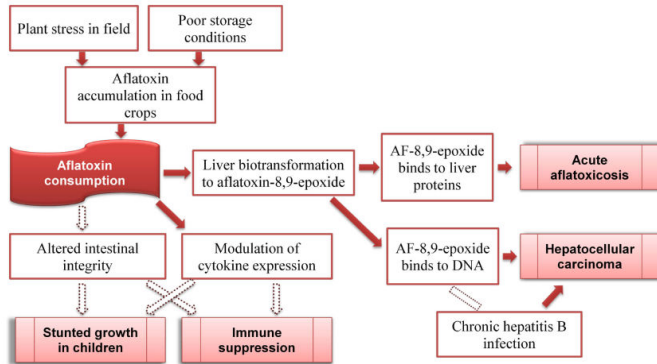 Plant stress in field
Poor storage
conditions
Aflatoxin
accumulation in food
crops
Aflatoxin
consumption
Liver biotransformation
to aflatoxin-8,9-epoxide
AF-8,9-epoxide
binds to liver
proteins
Acute
aflatoxicosis
Altered intestinal
integrity
Modulation of
cytokine expression
AF-8,9-epoxide
binds to DNA
Hepatocellular
carcinoma
Stunted growth
in children
Immune
suppression
Chronic hepatitis B
infection